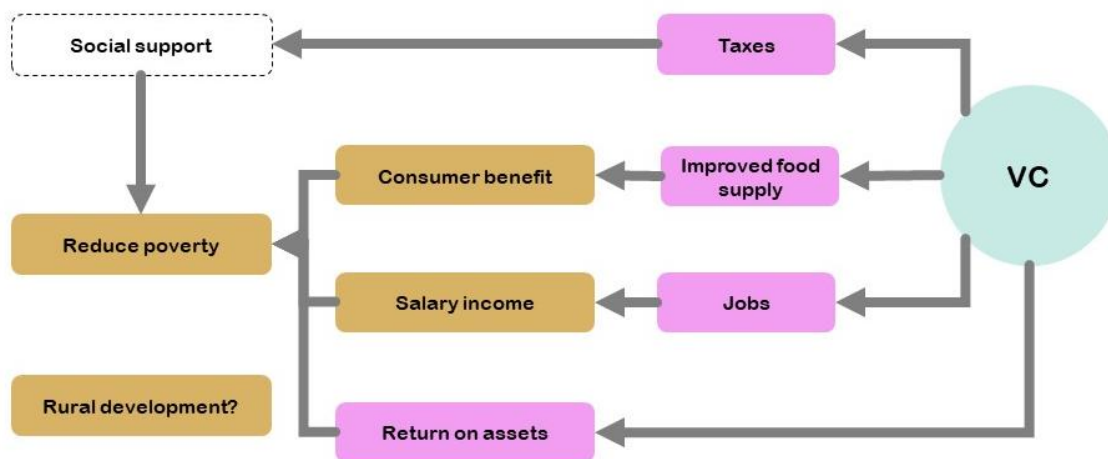 Social support
Taxes
Consumer benefit
Improved food
supply
VC
Reduce poverty
Salary income
Jobs
Rural development?
Return on assets